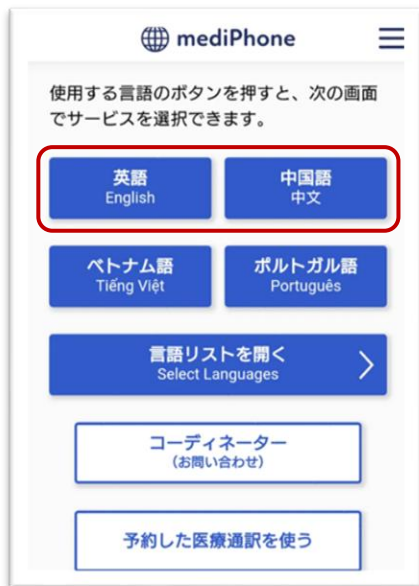 mediPhone
使用する言語のボタンを押すと、次の画面
でサービスを選択できます。
英語
English
中国語
中文
ベトナム語
Tiếng Việt
ポルトガル語
Português
言語リストを開く
Select Languages
コーディネーター
(お問い合わせ)
予約した医療通訳を使う